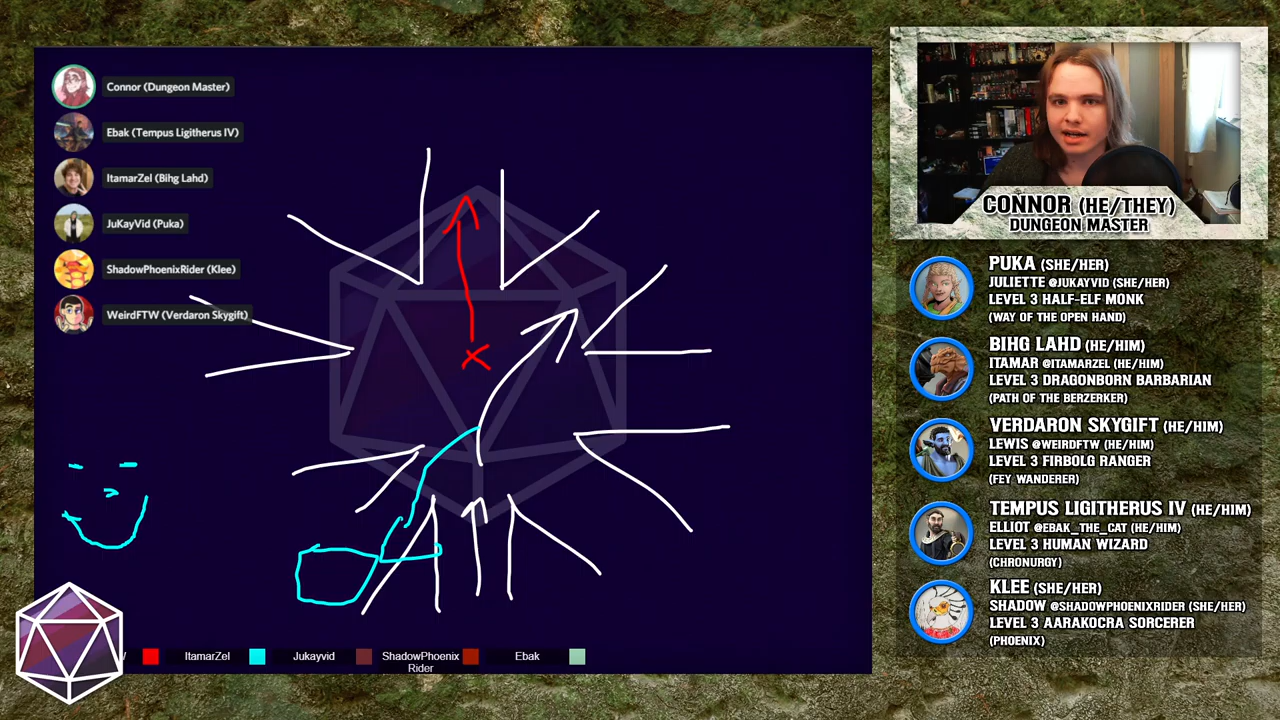 Connor (Dungeon Master)
Ebak (Tempus Ligitherus IV)
ItamarZel (Bihg Lahd)
JuKayVid (Puka)
ShadowPhoenixRider (Klee)
WeirdFTW (Verdaron Skygift)
ItamarZel
Jukayvid
ShadowPhoenix
Rider
Ebak
CONNOR (HE/THEY)
DUNGEON MASTER
PUKA (SHE/HER)
JULIETTE @JUKAYVID (SHE/HER)
LEVEL 3 HALF-ELF MONK
(WAY OF THE OPEN HAND)
BIHG LAHD (HE/HIM)
ITAMAR @ITAMARZEL (HE/HIM)
LEVEL 3 DRAGONBORN BARBARIAN
(PATH OF THE BERZERKER)
VERDARON SKYGIFT (HE/HIM)
LEWIS @WEIRDFTW (HE/HIM)
LEVEL 3 FIRBOLG RANGER
(FEY WANDERER)
TEMPUS LIGITHERUS IV (HE/HIM)
ELLIOT @EBAK_THE_CAT (HE/HIM)
LEVEL 3 HUMAN WIZARD
(CHRONURGY)
KLEE (SHE/HER)
SHADOW @SHADOWPHOENIXRIDER (SHE/HER)
LEVEL 3 AARAKOCRA SORCERER
(PHOENIX)